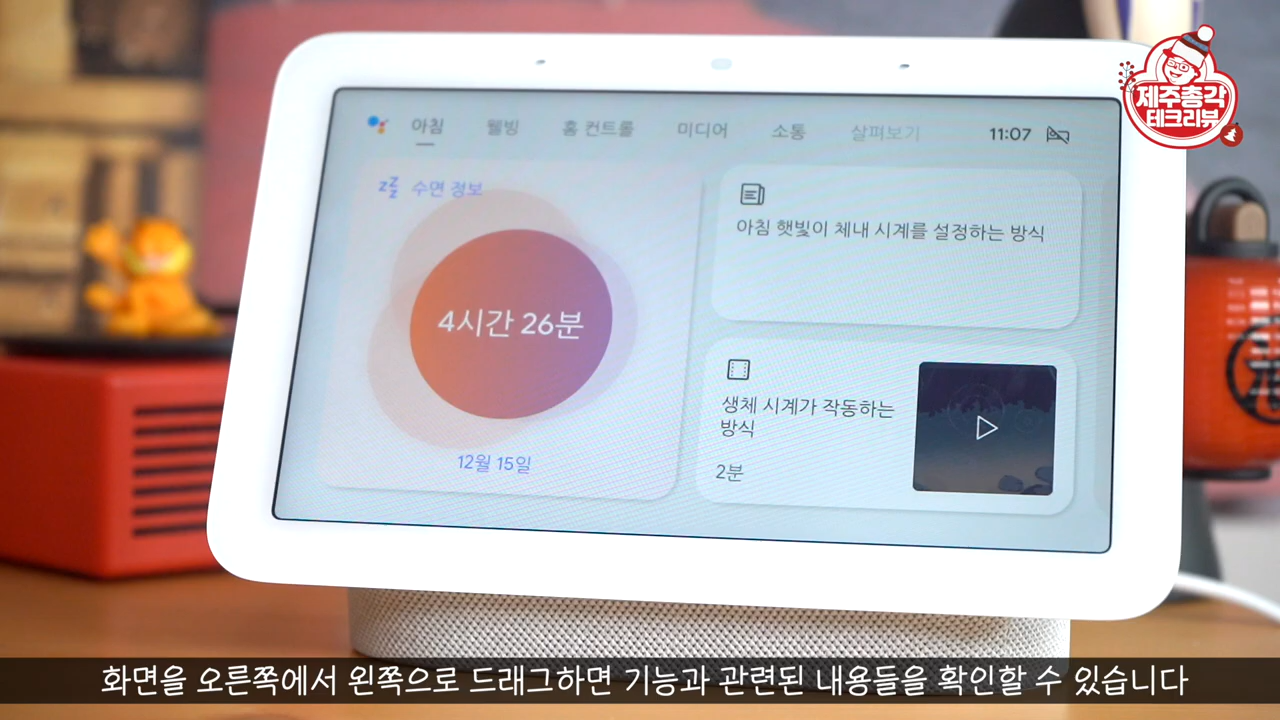 제주총각
테크리뷰
아침 웰빙 홈 컨트롤 미디어 소통 살펴보기 11:07
zzz 수면 정보
4시간 26분
12월 15일
아침 햇빛이 체내 시계를 설정하는 방식
생체 시계가 작동하는
방식
2분
화면을 오른쪽에서 왼쪽으로 드래그하면 기능과 관련된 내용들을 확인할 수 있습니다